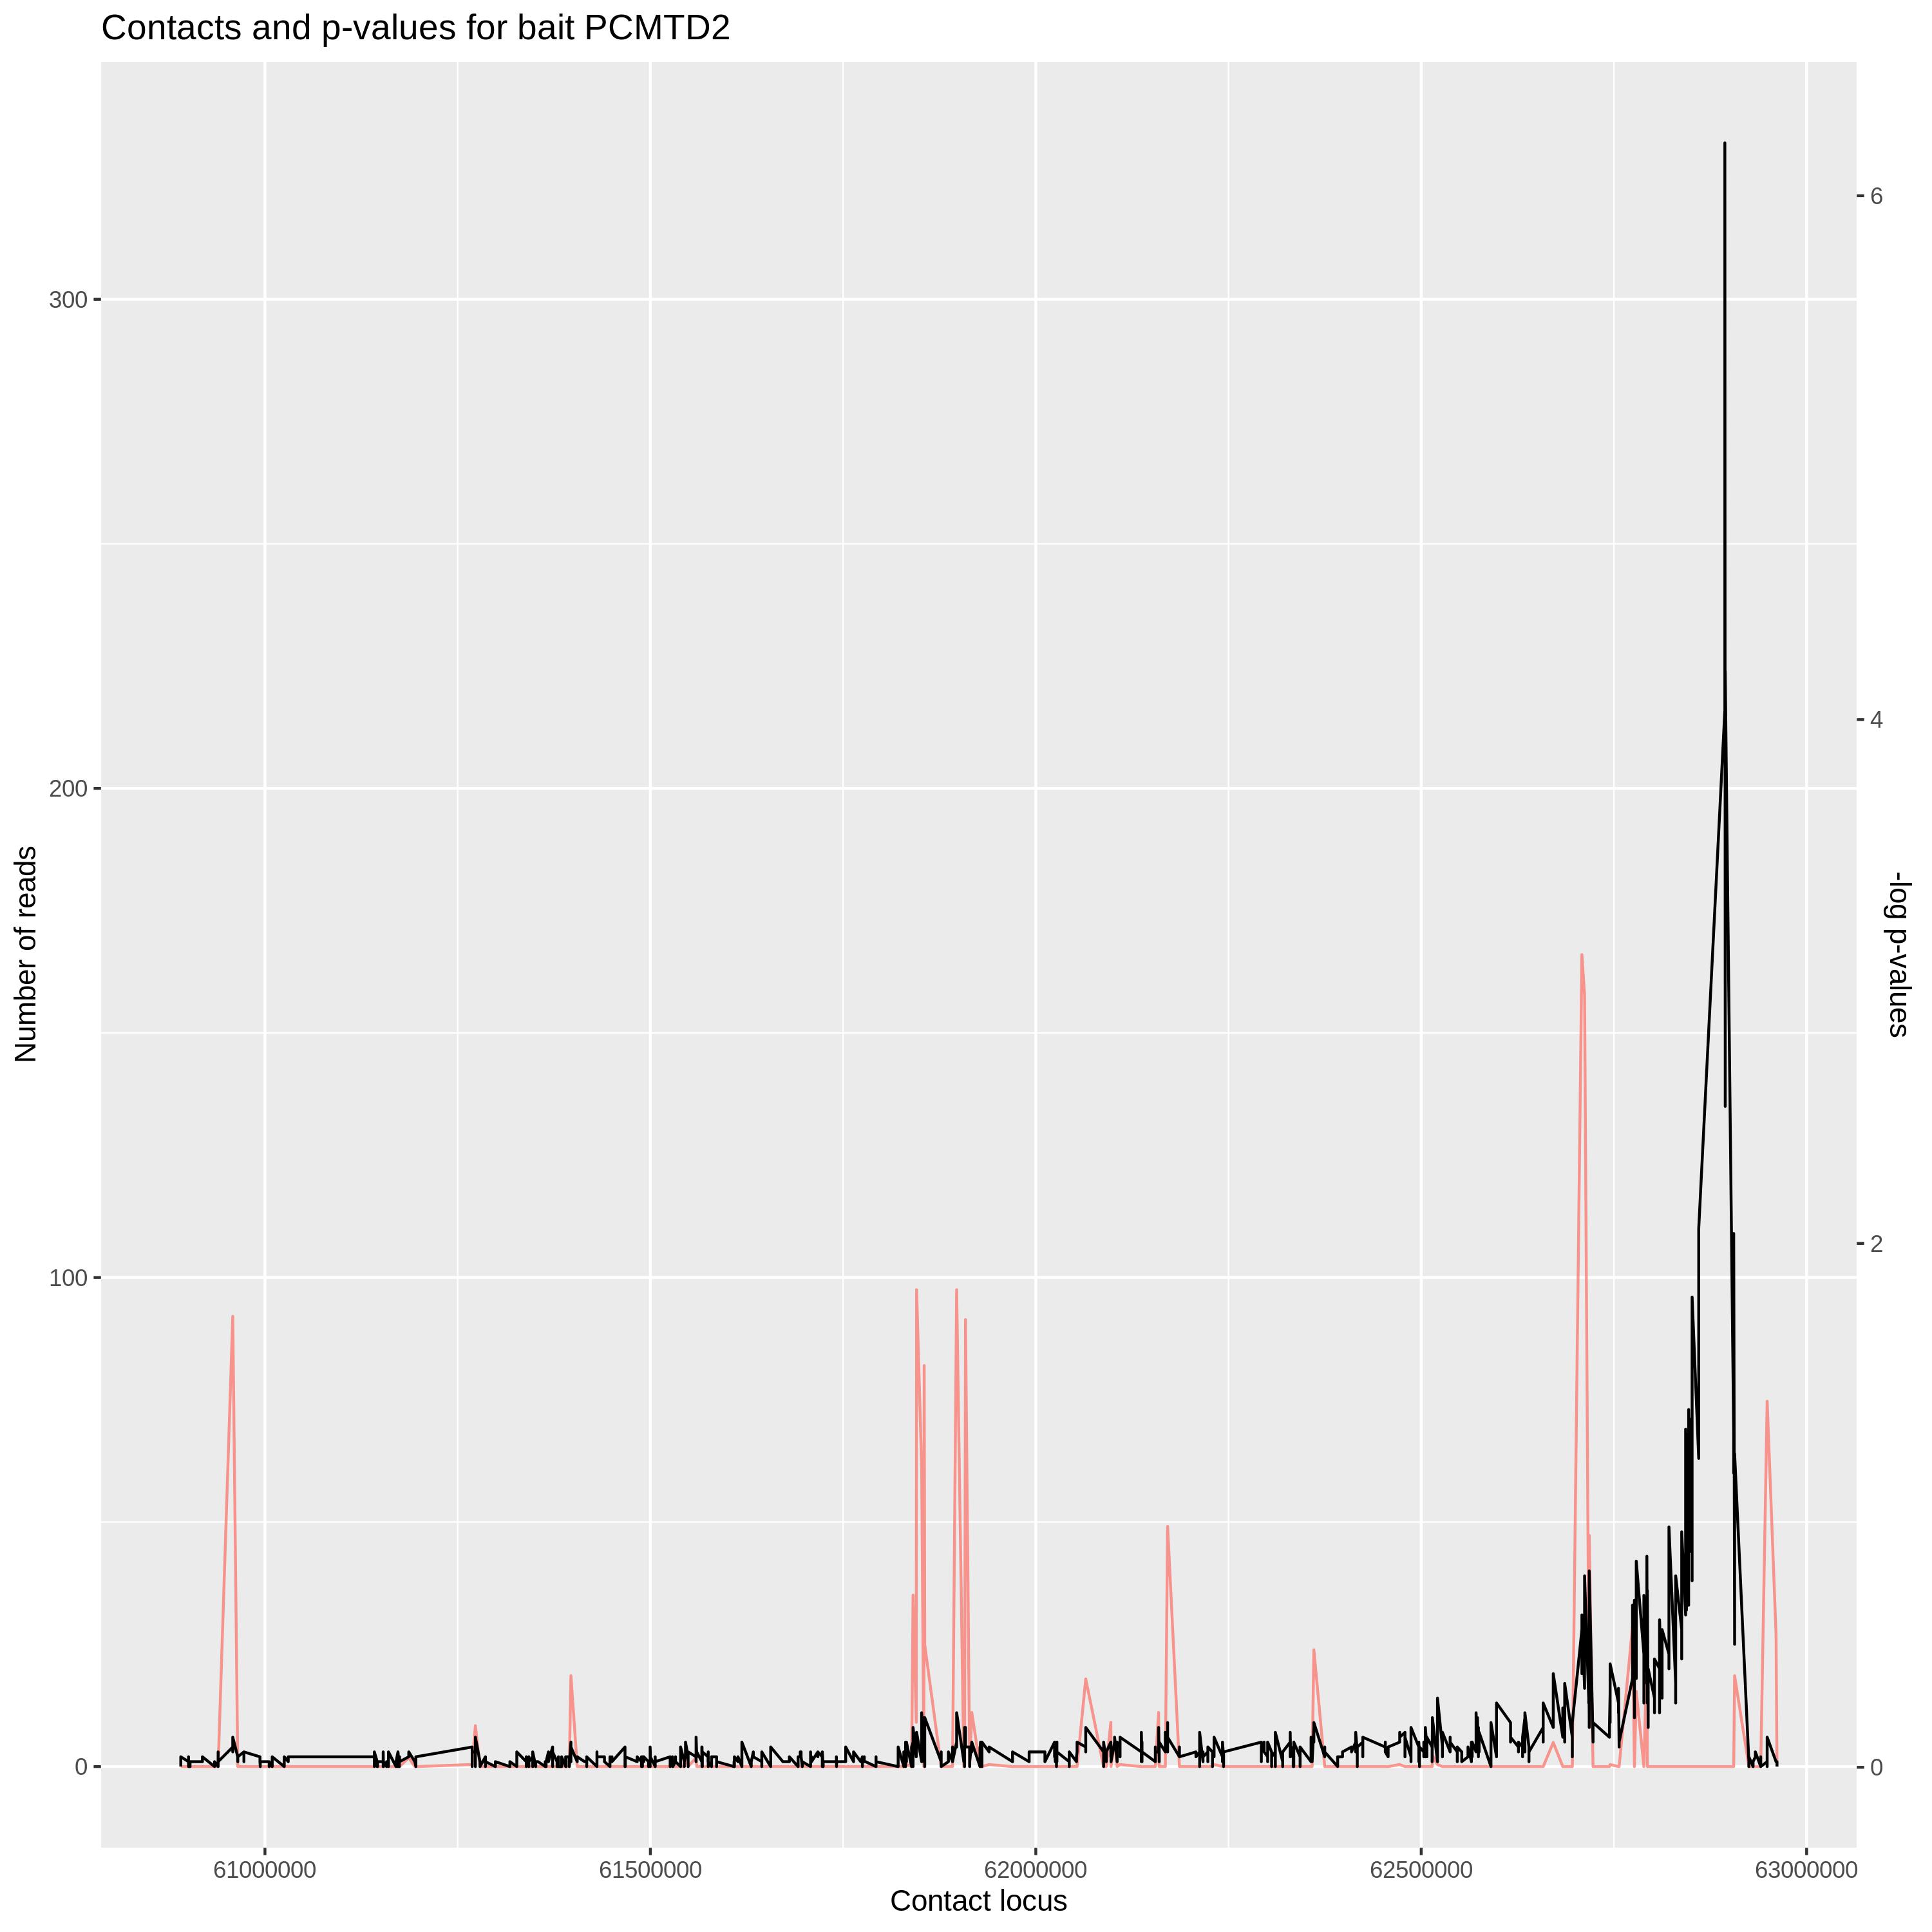 Contacts and p-values for bait PCMTD2
Number of reads
300
200
100
0
6
4
2
0
-log p-values
61000000 61500000 62000000 62500000 63000000
Contact locus